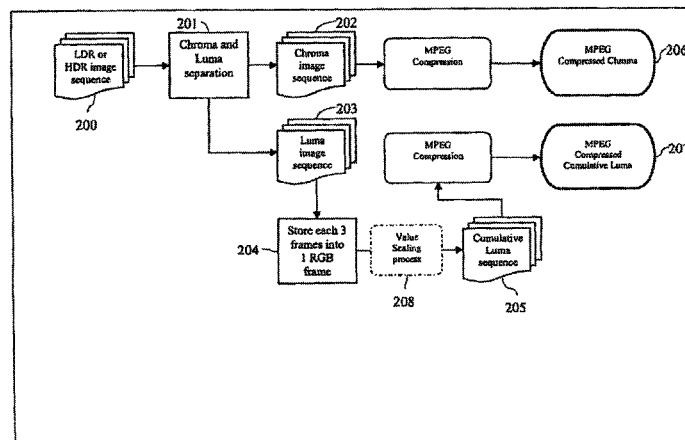 201
202
LDR or
HDR image
sequence
200
Chroma and
Luma
separation
Chroma
image
sequence
MPEG
Compression
MPEG
Compressed Chroma
206
203
Luma
image
sequence
MPEG
Compression
MPEG
Compressed
Cumulative Luma
207
204
Store each 3
frames into
1 RGB
frame
Value
Scaling
process
208
Cumulative
Luma
sequence
205